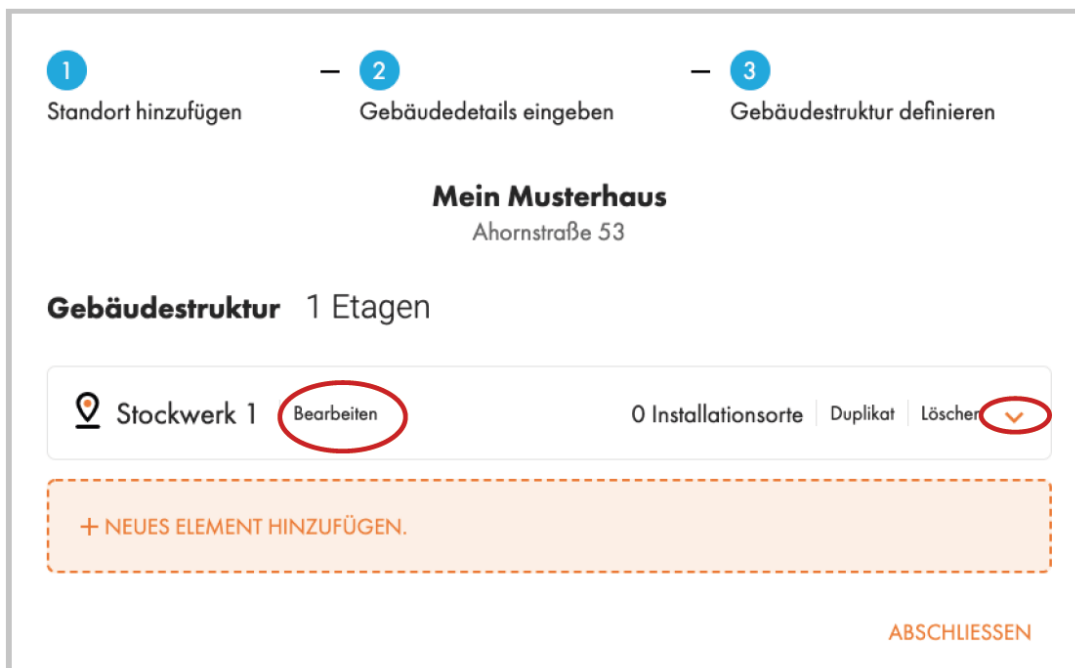 1 – 2 – 3
Standort hinzufügen Gebäudedetails eingeben Gebäudestruktur definieren
Mein Musterhaus
Ahornstraße 53
Gebäudestruktur 1 Etagen
Stockwerk 1 Bearbeiten 0 Installationsorte Duplikat Löschen
+ NEUES ELEMENT HINZUFÜGEN.
ABSCHLIESSEN